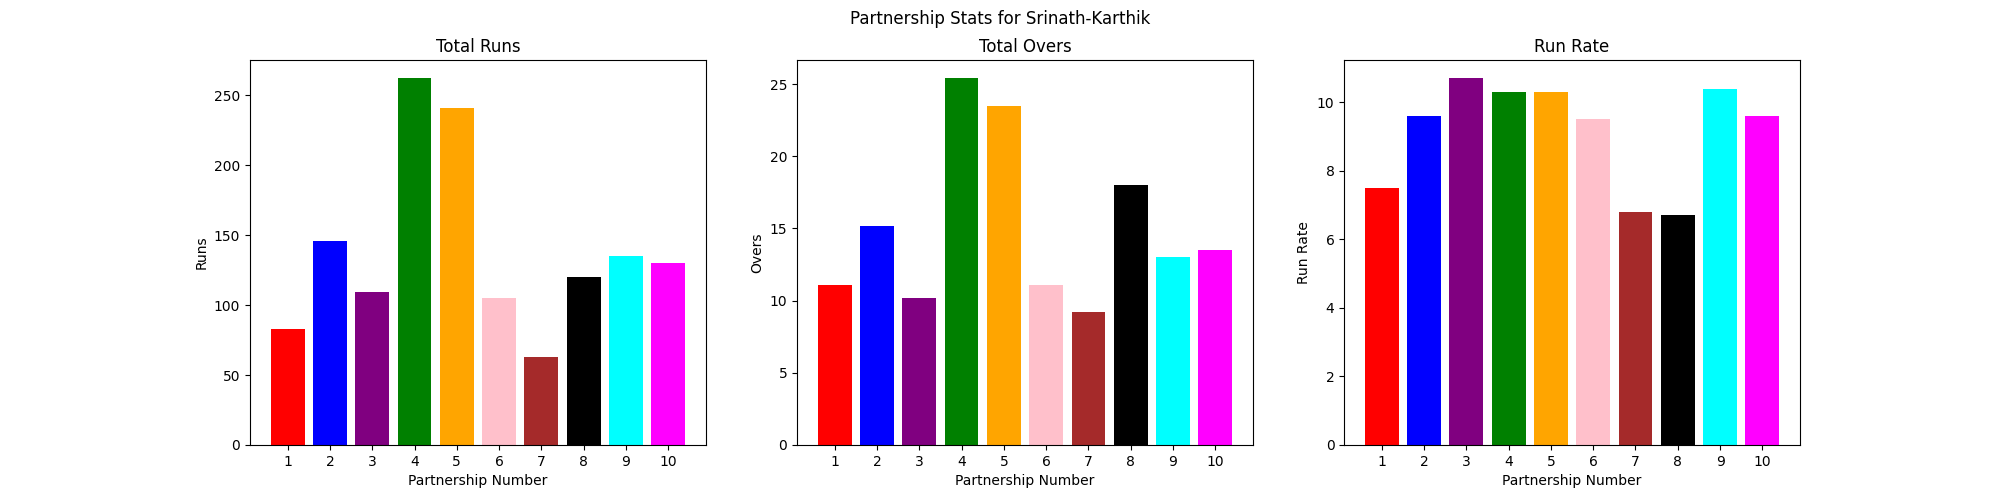 Partnership Stats for Srinath-Karthik
Total Runs
250
200
150
100
50
0
Runs
1 2 3 4 5 6 7 8 9 10
Partnership Number
Total Overs
25
20
15
10
5
0
Overs
1 2 3 4 5 6 7 8 9 10
Partnership Number
Run Rate
10
8
6
4
2
0
Run Rate
1 2 3 4 5 6 7 8 9 10
Partnership Number